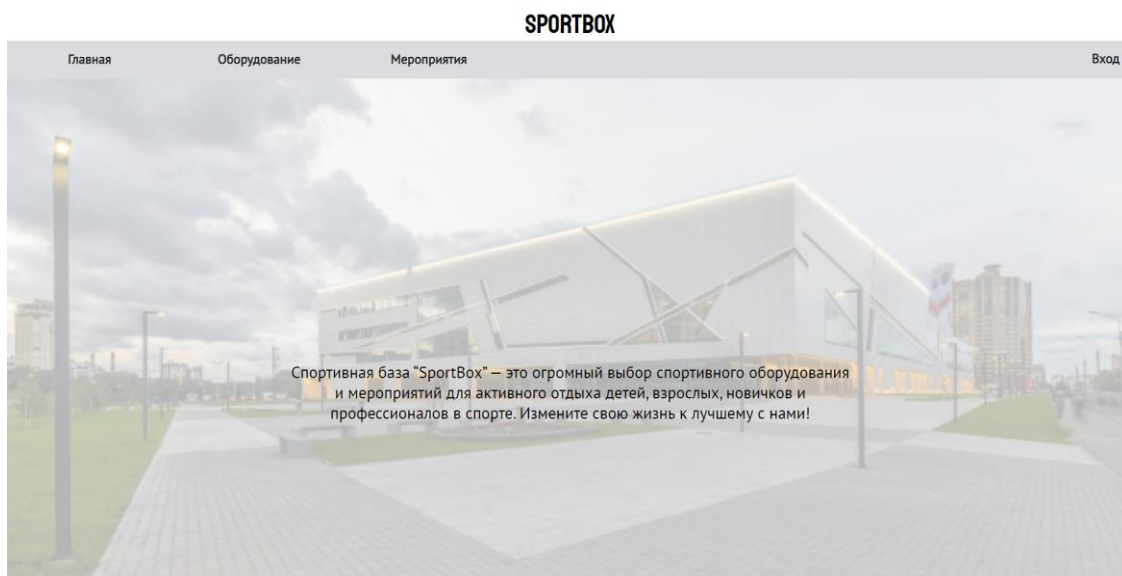 SPORTBOX
Главная Оборудование Мероприятия Вход
Спортивная база “SportBox” — это огромный выбор спортивного оборудования
и мероприятий для активного отдыха детей, взрослых, новичков и
профессионалов в спорте. Измените свою жизнь к лучшему с нами!